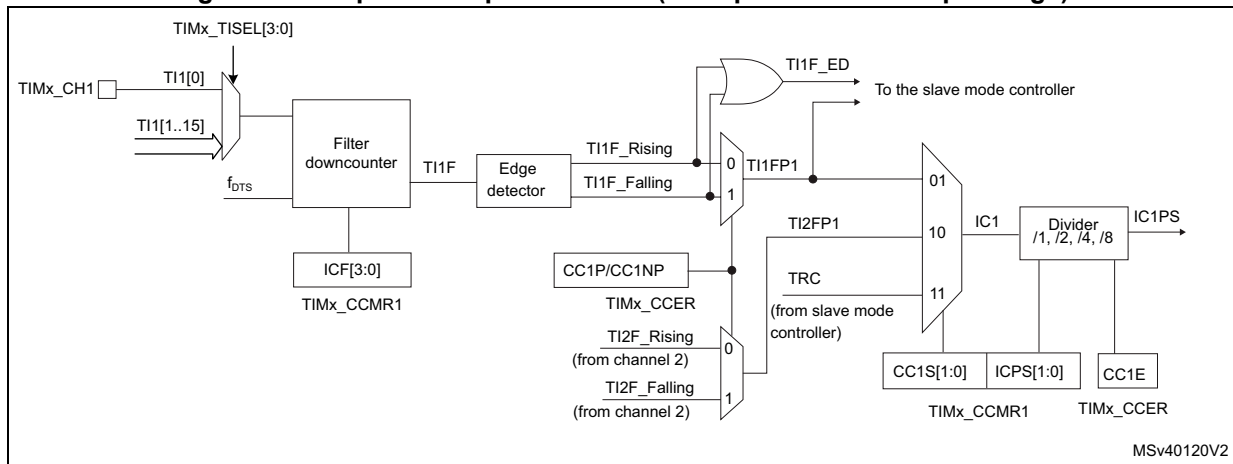 TIMx_TISEL[3:0]
TIMx_CH1
TI1[0]
TI1[1..15]
fDTS
Filter
downcounter
ICF[3:0]
TIMx_CCMR1
TI1F
Edge
detector
TI1F_Rising
TI1F_Falling
TI1F_ED
To the slave mode controller
0
1
TI1FP1
CC1P/CC1NP
TIMx_CCER
TI2F_Rising
(from channel 2)
TI2F_Falling
(from channel 2)
0
1
TI2FP1
TRC
(from slave mode
controller)
01
10
11
IC1
Divider
/1, /2, /4, /8
IC1PS
CC1S[1:0]
ICPS[1:0]
TIMx_CCMR1
CC1E
TIMx_CCER
MSv40120V2